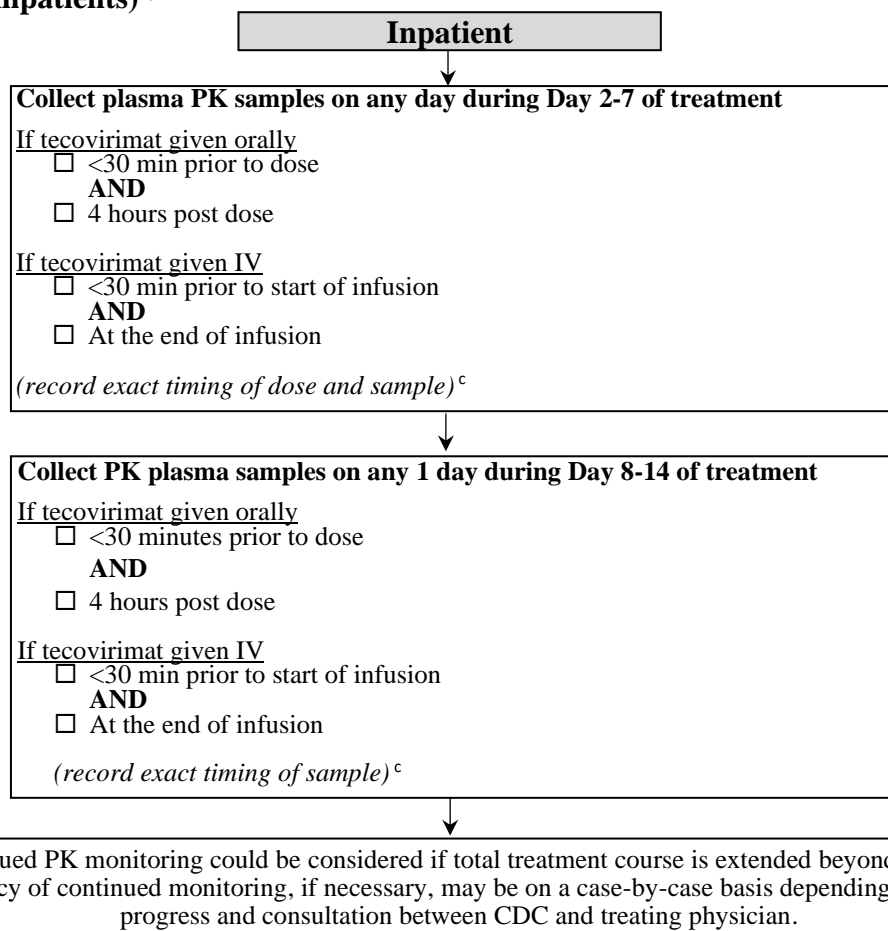 npatients)
Inpatient
Collect plasma PK samples on any day during Day 2-7 of treatment
If tecovirimat given orally
☐ <30 min prior to dose
AND
☐ 4 hours post dose
If tecovirimat given IV
☐ <30 min prior to start of infusion
AND
☐ At the end of infusion
(record exact timing of dose and sample) c
Collect PK plasma samples on any 1 day during Day 8-14 of treatment
If tecovirimat given orally
☐ <30 minutes prior to dose
AND
☐ 4 hours post dose
If tecovirimat given IV
☐ <30 min prior to start of infusion
AND
☐ At the end of infusion
(record exact timing of sample) c
ued PK monitoring could be considered if total treatment course is extended beyond
cy of continued monitoring, if necessary, may be on a case-by-case basis depending
progress and consultation between CDC and treating physician.